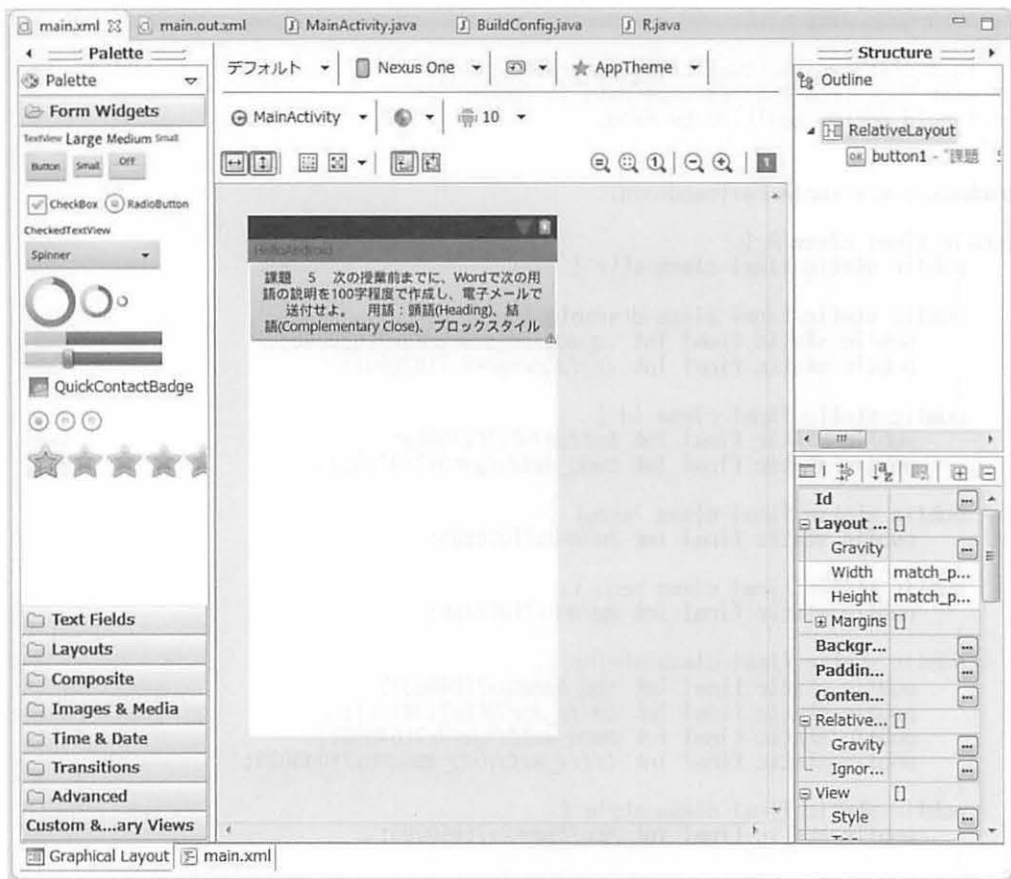 main.xml
main.out.xml
MainActivity.java
BuildConfig.java
R.java
Palette
Palette
Form Widgets
TextView Large Medium Small
Button Small Off
CheckBox RadioButton
CheckedTextView
Spinner
QuickContactBadge
Text Fields
Layouts
Composite
Images & Media
Time & Date
Transitions
Advanced
Custom &...ary Views
デフォルト Nexus One AppTheme
MainActivity 10
1 1
HelloAndroid
課題 5 次の授業前までに、Wordで次の用
語の説明を100字程度で作成し、電子メールで
送付せよ。 用語：頭語(Heading)、結
語(Complementary Close)、ブロックスタイル
Structure
Outline
RelativeLayout
OK button1 - "課題 5
Id
Layout ... []
Gravity
Width match_p...
Height match_p...
Margins []
Backgr...
Paddin...
Conten...
Relative... []
Gravity
Ignor...
View []
Style
Graphical Layout
main.xml